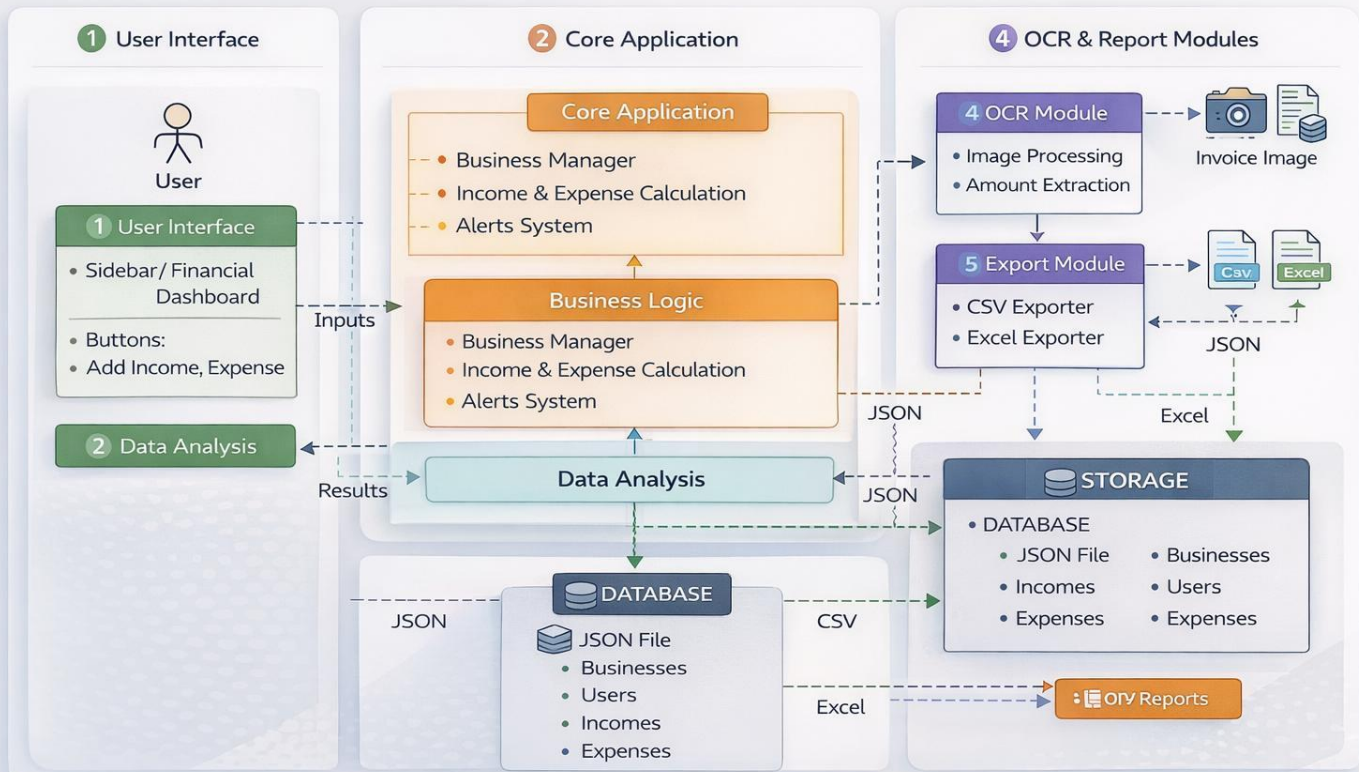 1 User Interface
User
1 User Interface
• Sidebar / Financial
Dashboard
• Buttons:
• Add Income, Expense
2 Data Analysis
Inputs
Results
2 Core Application
Core Application
• Business Manager
• Income & Expense Calculation
• Alerts System
Business Logic
• Business Manager
• Income & Expense Calculation
• Alerts System
Data Analysis
JSON
JSON
JSON
DATABASE
JSON File
• Businesses
• Users
• Incomes
• Expenses
CSV
Excel
4 OCR & Report Modules
4 OCR Module
• Image Processing
• Amount Extraction
Invoice Image
5 Export Module
• CSV Exporter
• Excel Exporter
Csv
Excel
JSON
Excel
STORAGE
• DATABASE
• JSON File
• Incomes
• Expenses
• Businesses
• Users
• Expenses
Reports